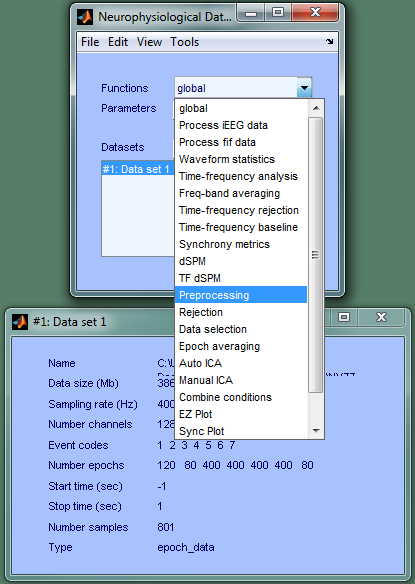 Neurophysiological Dat...
File Edit View Tools
Functions global
Parameters
global
Process iEEG data
Process fif data
Waveform statistics
Datasets
#1: Data set 1
Time-frequency analysis
Freq-band averaging
Time-frequency rejection
Time-frequency baseline
Synchrony metrics
dSPM
TF dSPM
Preprocessing
Rejection
Data selection
Epoch averaging
Auto ICA
Manual ICA
Combine conditions
EZ Plot
Sync Plot
#1: Data set 1
Name C:\
Data size (Mb) 386
Sampling rate (Hz) 400
Number channels 128
Event codes 1 2 3 4 5 6 7
Number epochs 120 80 400 400 400 400 80
Start time (sec) -1
Stop time (sec) 1
Number samples 801
Type epoch_data